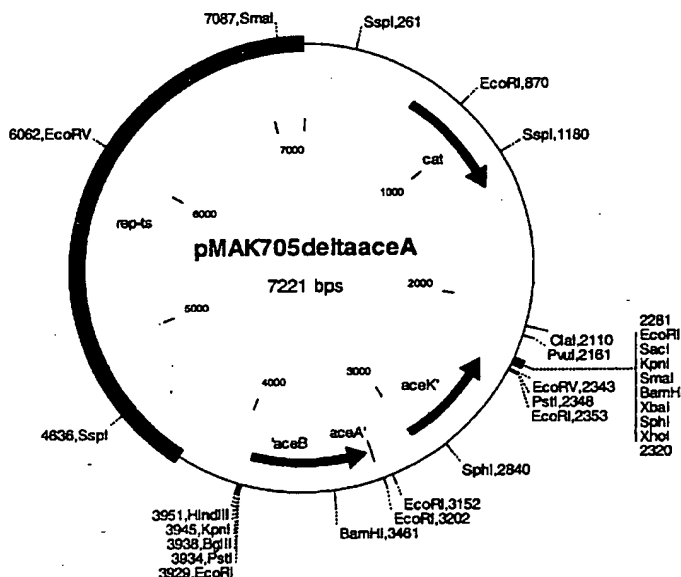 7087,SmaI
SspI,261
EcoRI,870
SspI,1180
6062,EcoRV
7000
cat
1000
rep-ts
6000
pMAK705deltaaceA
7221 bps
2000
5000
ClaI,2110
PvuI,2161
2281
EcoRI
SacI
KpnI
SmaI
BamH
XbaI
SphI
XhoI
2320
EcoRV,2343
PstI,2348
EcoRI,2353
3000
aceK'
4000
4636,SspI
'aceB
aceA'
SphI,2840
EcoRI,3152
EcoRI,3202
BamHI,3461
3951,HindIII
3945,KpnI
3938,BglII
3934,PstI
3929,EcoRI